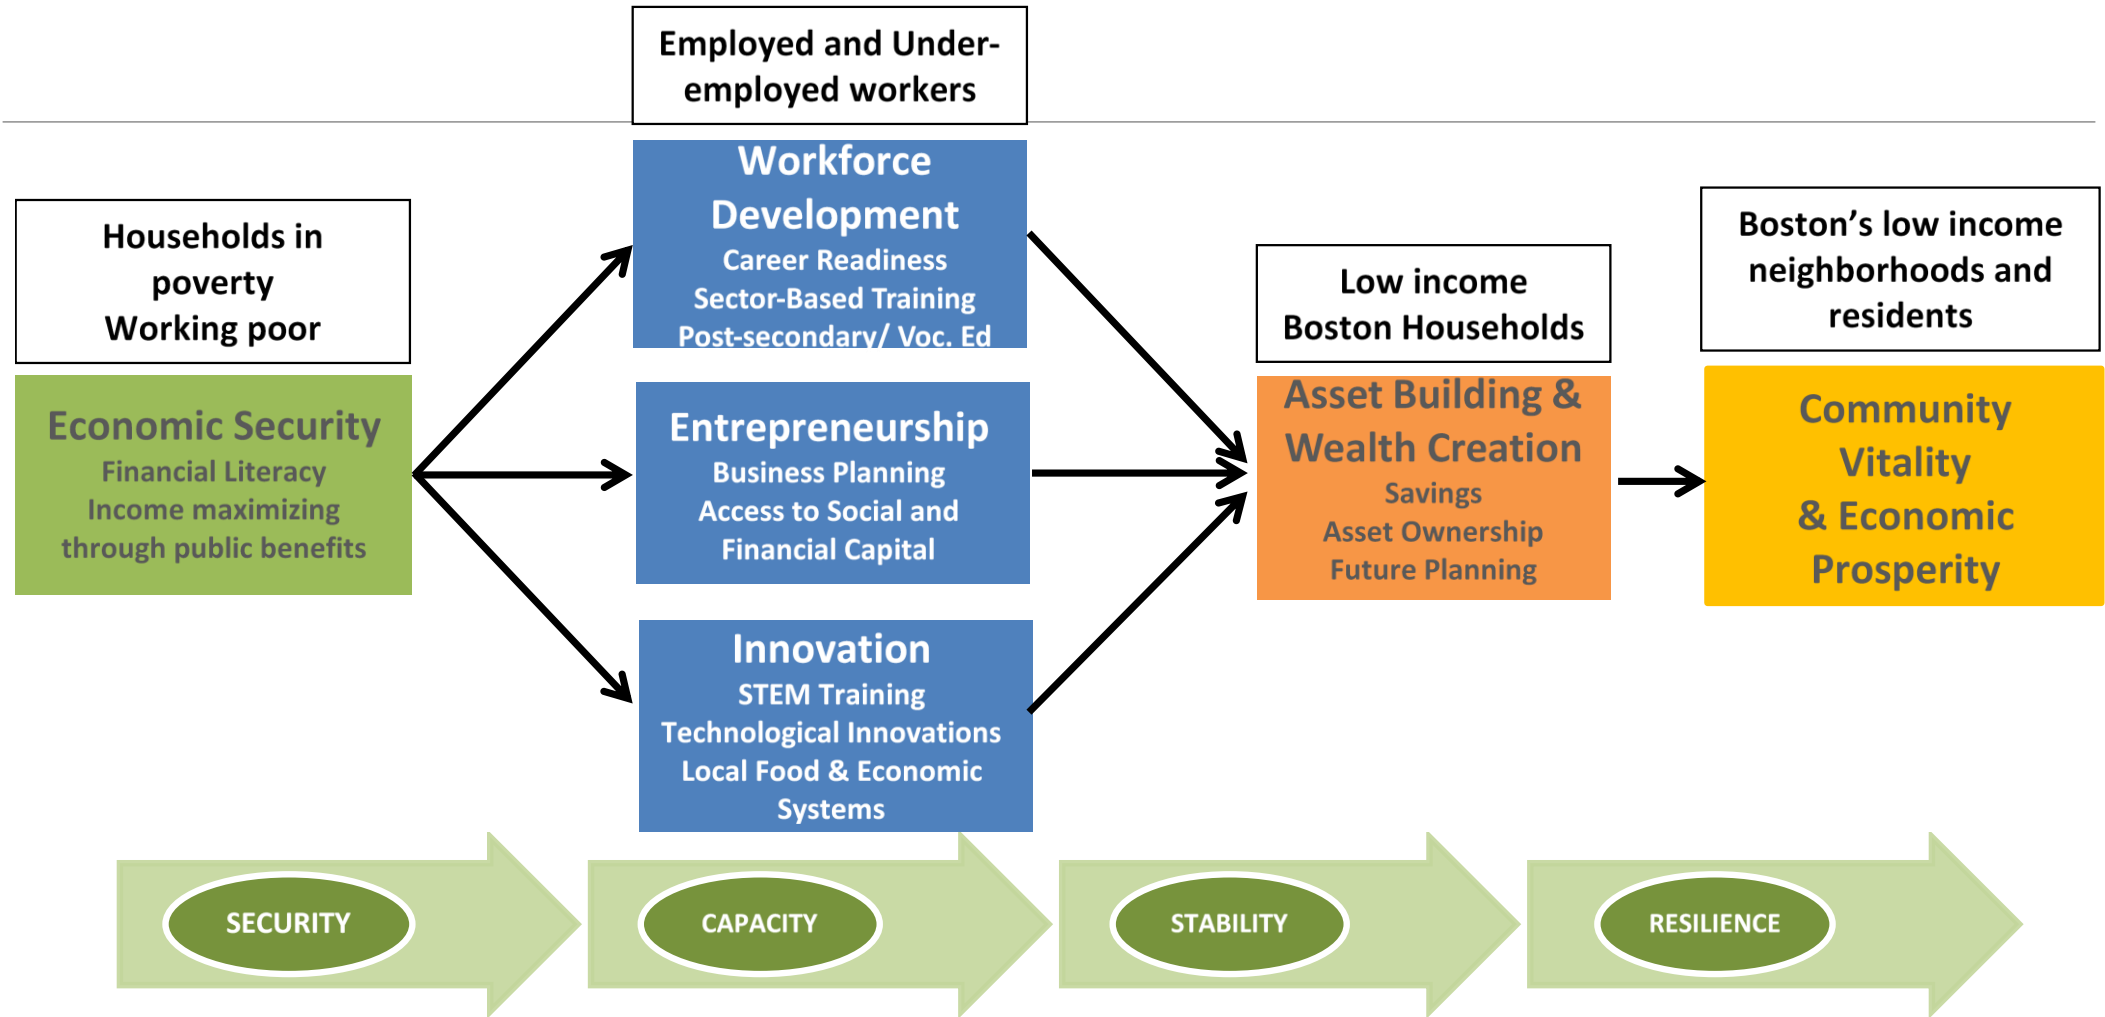 Employed and Under-
employed workers
Households in
poverty
Working poor
Economic Security
Financial Literacy
Income maximizing
through public benefits
Workforce
Development
Career Readiness
Sector-Based Training
Post-secondary/ Voc. Ed
Entrepreneurship
Business Planning
Access to Social and
Financial Capital
Innovation
STEM Training
Technological Innovations
Local Food & Economic
Systems
Low income
Boston Households
Asset Building &
Wealth Creation
Savings
Asset Ownership
Future Planning
Boston’s low income
neighborhoods and
residents
Community
Vitality
& Economic
Prosperity
SECURITY
CAPACITY
STABILITY
RESILIENCE